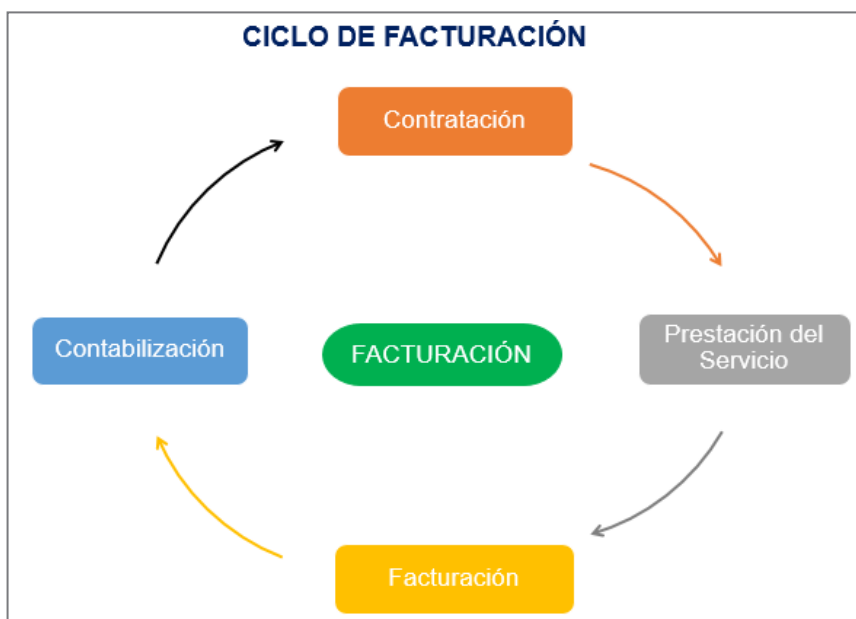 CICLO DE FACTURACIÓN
Contratación
Contabilización
FACTURACIÓN
Prestación del
Servicio
Facturación